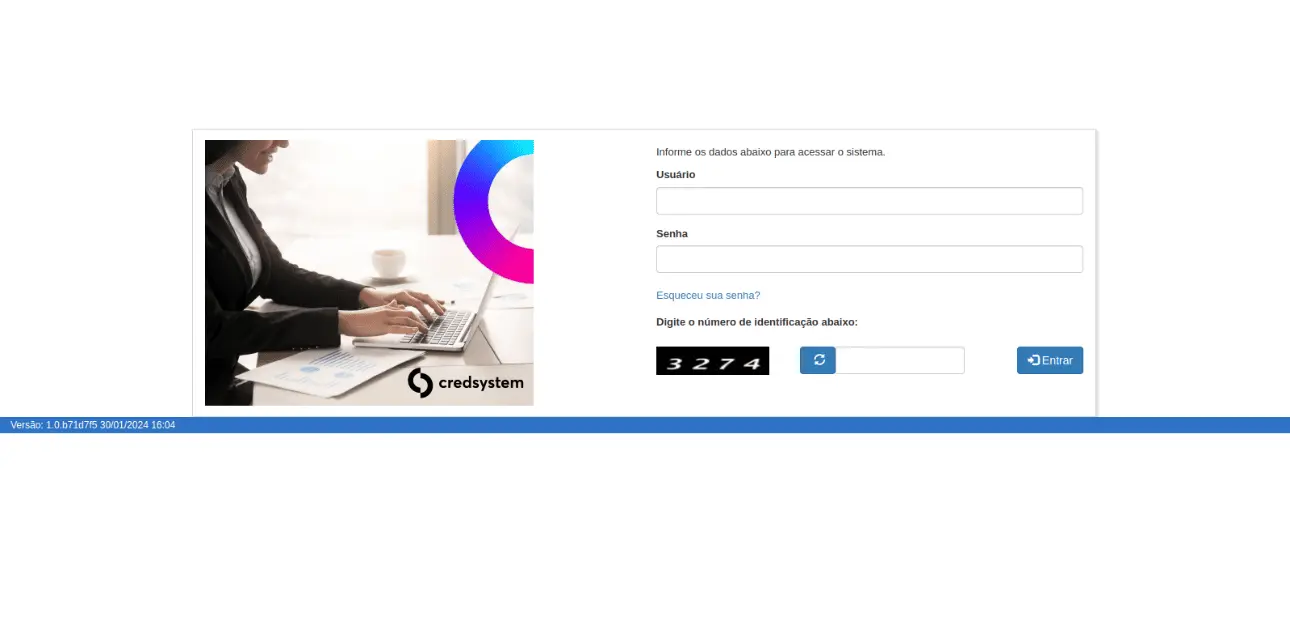 Informe os dados abaixo para acessar o sistema.
Usuário
Senha
Esqueceu sua senha?
Digite o número de identificação abaixo:
3274
Entrar
credsystem
Versão: 1.0.b71d7f5 30/01/2024 16:04